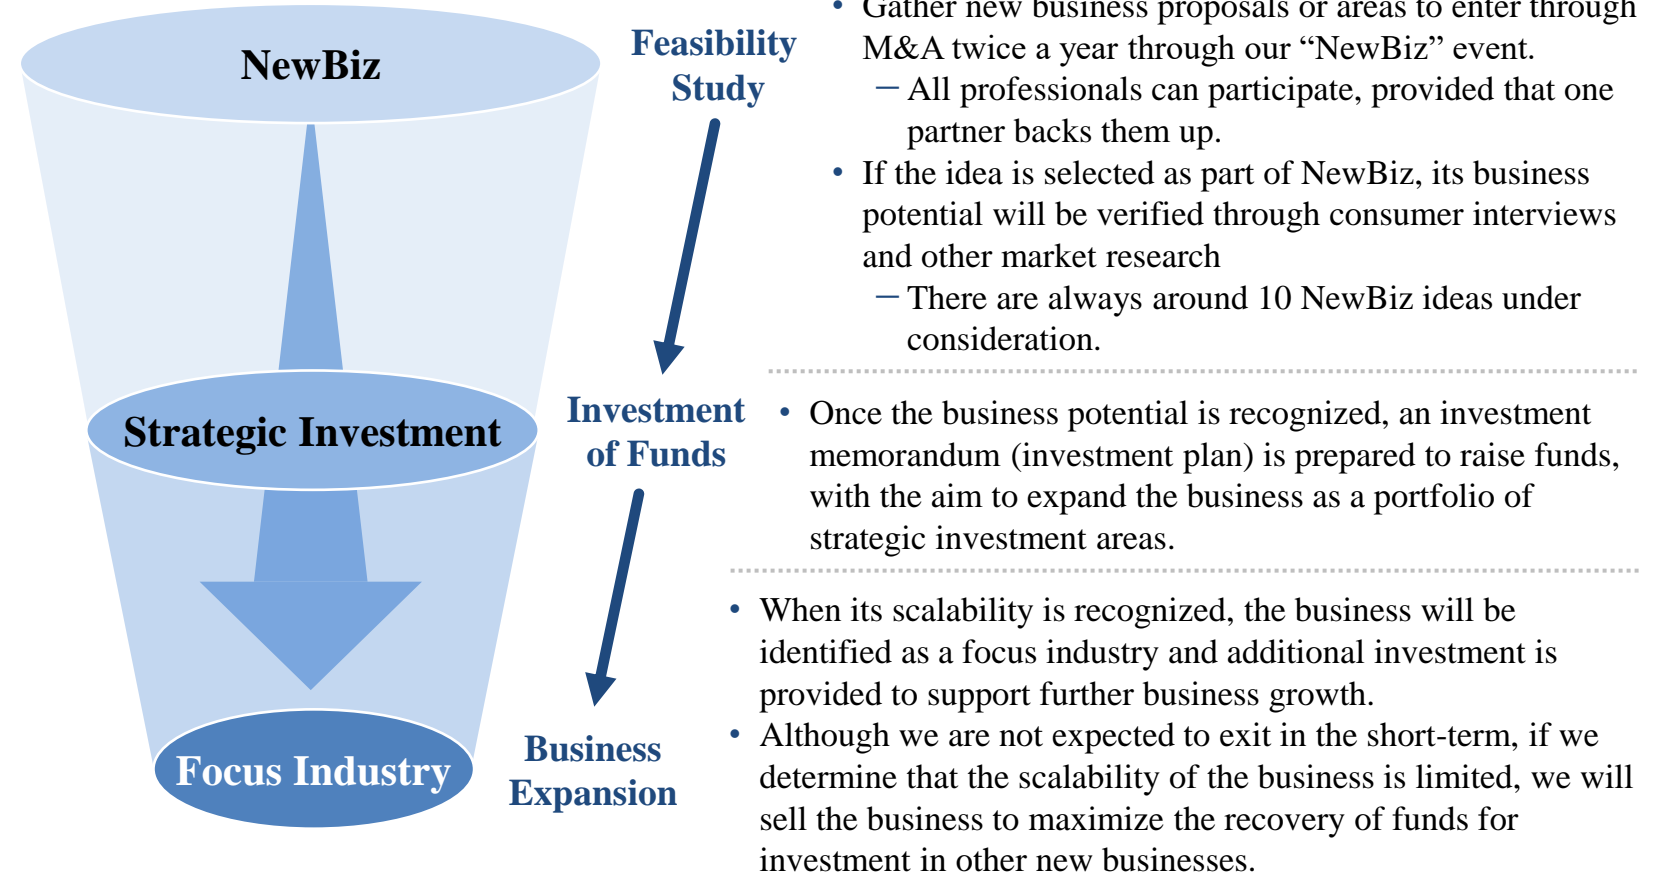 NewBiz
Strategic Investment
Focus Industry
Feasibility
Study
Investment
of Funds
Business
Expansion
• Gather new business proposals or areas to enter through
M&A twice a year through our “NewBiz” event.
– All professionals can participate, provided that one
partner backs them up.
• If the idea is selected as part of NewBiz, its business
potential will be verified through consumer interviews
and other market research
– There are always around 10 NewBiz ideas under
consideration.
• Once the business potential is recognized, an investment
memorandum (investment plan) is prepared to raise funds,
with the aim to expand the business as a portfolio of
strategic investment areas.
• When its scalability is recognized, the business will be
identified as a focus industry and additional investment is
provided to support further business growth.
• Although we are not expected to exit in the short-term, if we
determine that the scalability of the business is limited, we will
sell the business to maximize the recovery of funds for
investment in other new businesses.